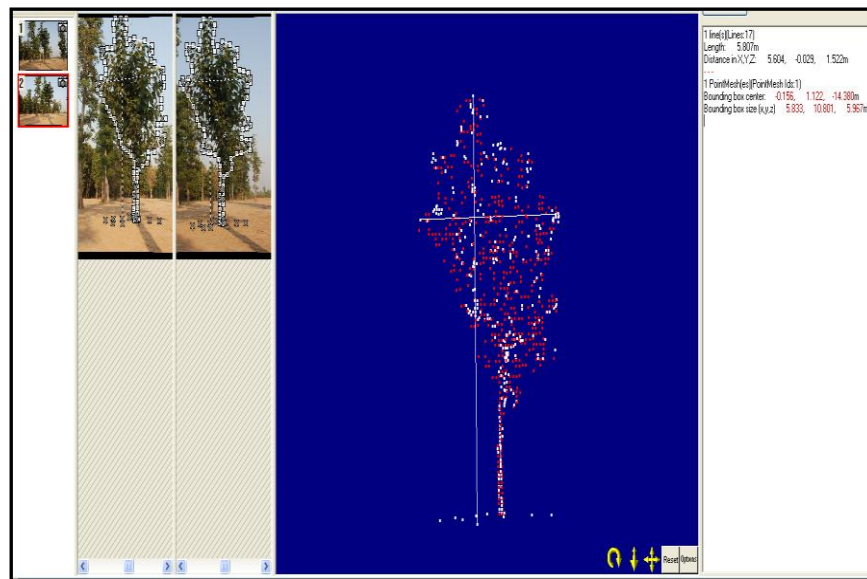 1
2
1 line(s)(Lines:17)
Length: 5.807m
Distance in X,Y,Z: 5.604, -0.029, 1.522m
---
1 PointMesh(es)(PointMesh Ids:1)
Bounding box center: -0.156, 1.122, -14.380m
Bounding box size (x,y,z) 5.833, 10.801, 5.967m
Reset Options